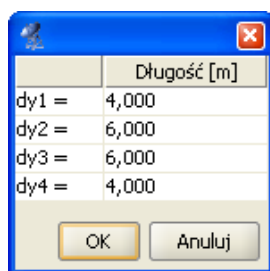 Długość [m]
dy1 = 4,000
dy2 = 6,000
dy3 = 6,000
dy4 = 4,000
OK Anuluj